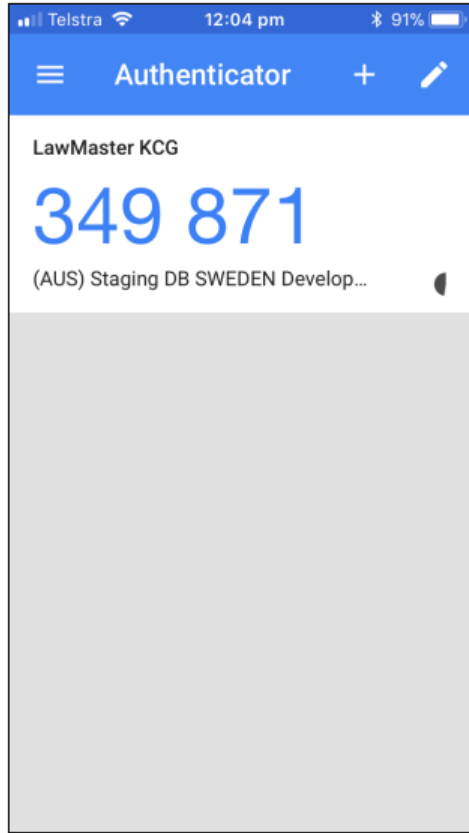 Telstra 12:04 pm 91%
Authenticator
LawMaster KCG
349 871
(AUS) Staging DB SWEDEN Develop...